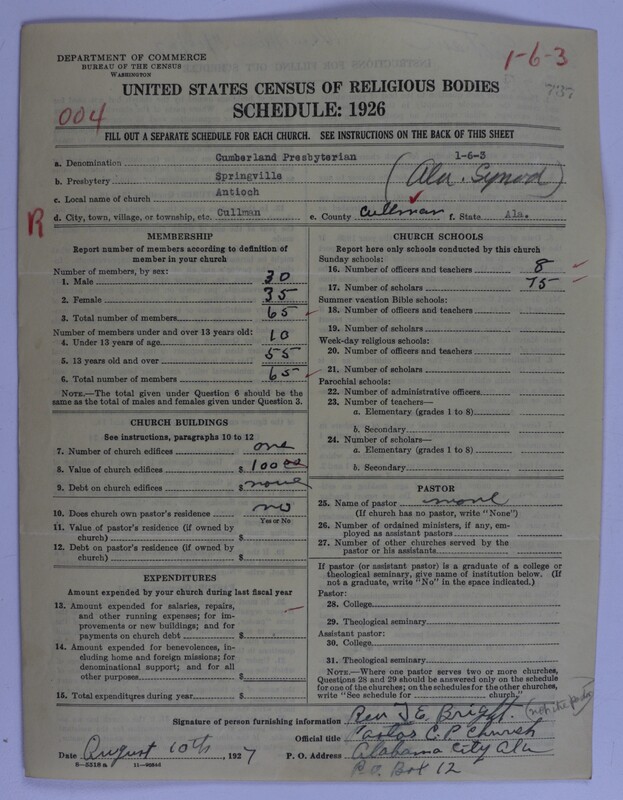 DEPARTMENT OF COMMERCE
BUREAU OF THE CENSUS
WASHINGTON
1-6-3
737
UNITED STATES CENSUS OF RELIGIOUS BODIES
SCHEDULE: 1926
004
FILL OUT A SEPARATE SCHEDULE FOR EACH CHURCH. SEE INSTRUCTIONS ON THE BACK OF THIS SHEET
a. Denomination Cumberland Presbyterian 1-6-3
b. Presbytery Springville (Ala. Synod)
c. Local name of church Antioch
R
d. City, town, village, or township, etc. Cullman e. County Cullman f. State Ala.
MEMBERSHIP
Report number of members according to definition of
member in your church
Number of members, by sex:
1. Male 30
2. Female 35
3. Total number of members 65
Number of members under and over 13 years old:
4. Under 13 years of age 10
5. 13 years old and over 55
6. Total number of members 65
NOTE.—The total given under Question 6 should be
same as the total of males and females given under Question 3.
CHURCH BUILDINGS
See instructions, paragraphs 10 to 12
7. Number of church edifices one
8. Value of church edifices $ 10000
9. Debt on church edifices $ none
10. Does church own pastor's residence no
Yes or No
11. Value of pastor's residence (if owned by
church) $
12. Debt on pastor's residence (if owned by
church) $
EXPENDITURES
Amount expended by your church during last fiscal year
13. Amount expended for salaries, repairs,
and other running expenses; for im-
provements or new buildings; and for
payments on church debt $
14. Amount expended for benevolences, in-
cluding home and foreign missions; for
denominational support; and for all
other purposes $
15. Total expenditures during year $
CHURCH SCHOOLS
Report here only schools conducted by this church
Sunday schools:
16. Number of officers and teachers 8
17. Number of scholars 75
Summer vacation Bible schools:
18. Number of officers and teachers
19. Number of scholars
Week-day religious schools:
20. Number of officers and teachers
21. Number of scholars
Parochial schools:
22. Number of administrative officers
23. Number of teachers—
a. Elementary (grades 1 to 8)
b. Secondary
24. Number of scholars—
a. Elementary (grades 1 to 8)
b. Secondary
PASTOR
25. Name of pastor none
(If church has no pastor, write "None")
26. Number of ordained ministers, if any, em-
ployed as assistant pastors
27. Number of other churches served by the
pastor or his assistants
If pastor (or assistant pastor) is a graduate of a college or
theological seminary, give name of institution below. (If
not a graduate, write "No" in the space indicated.)
Pastor:
28. College
29. Theological seminary
Assistant pastor:
30. College
31. Theological seminary
NOTE.—Where one pastor serves two or more churches,
Questions 28 and 29 should be answered only on the schedule
for one of the churches; on the schedules for the other churches,
write "See schedule for church."
Signature of person furnishing information Rev J. E. Bright.
Official title Pastor C. P. Church
Date August 10th, 1927 P. O. Address Alabama City Ala
P.O. Box 12
8-5318a